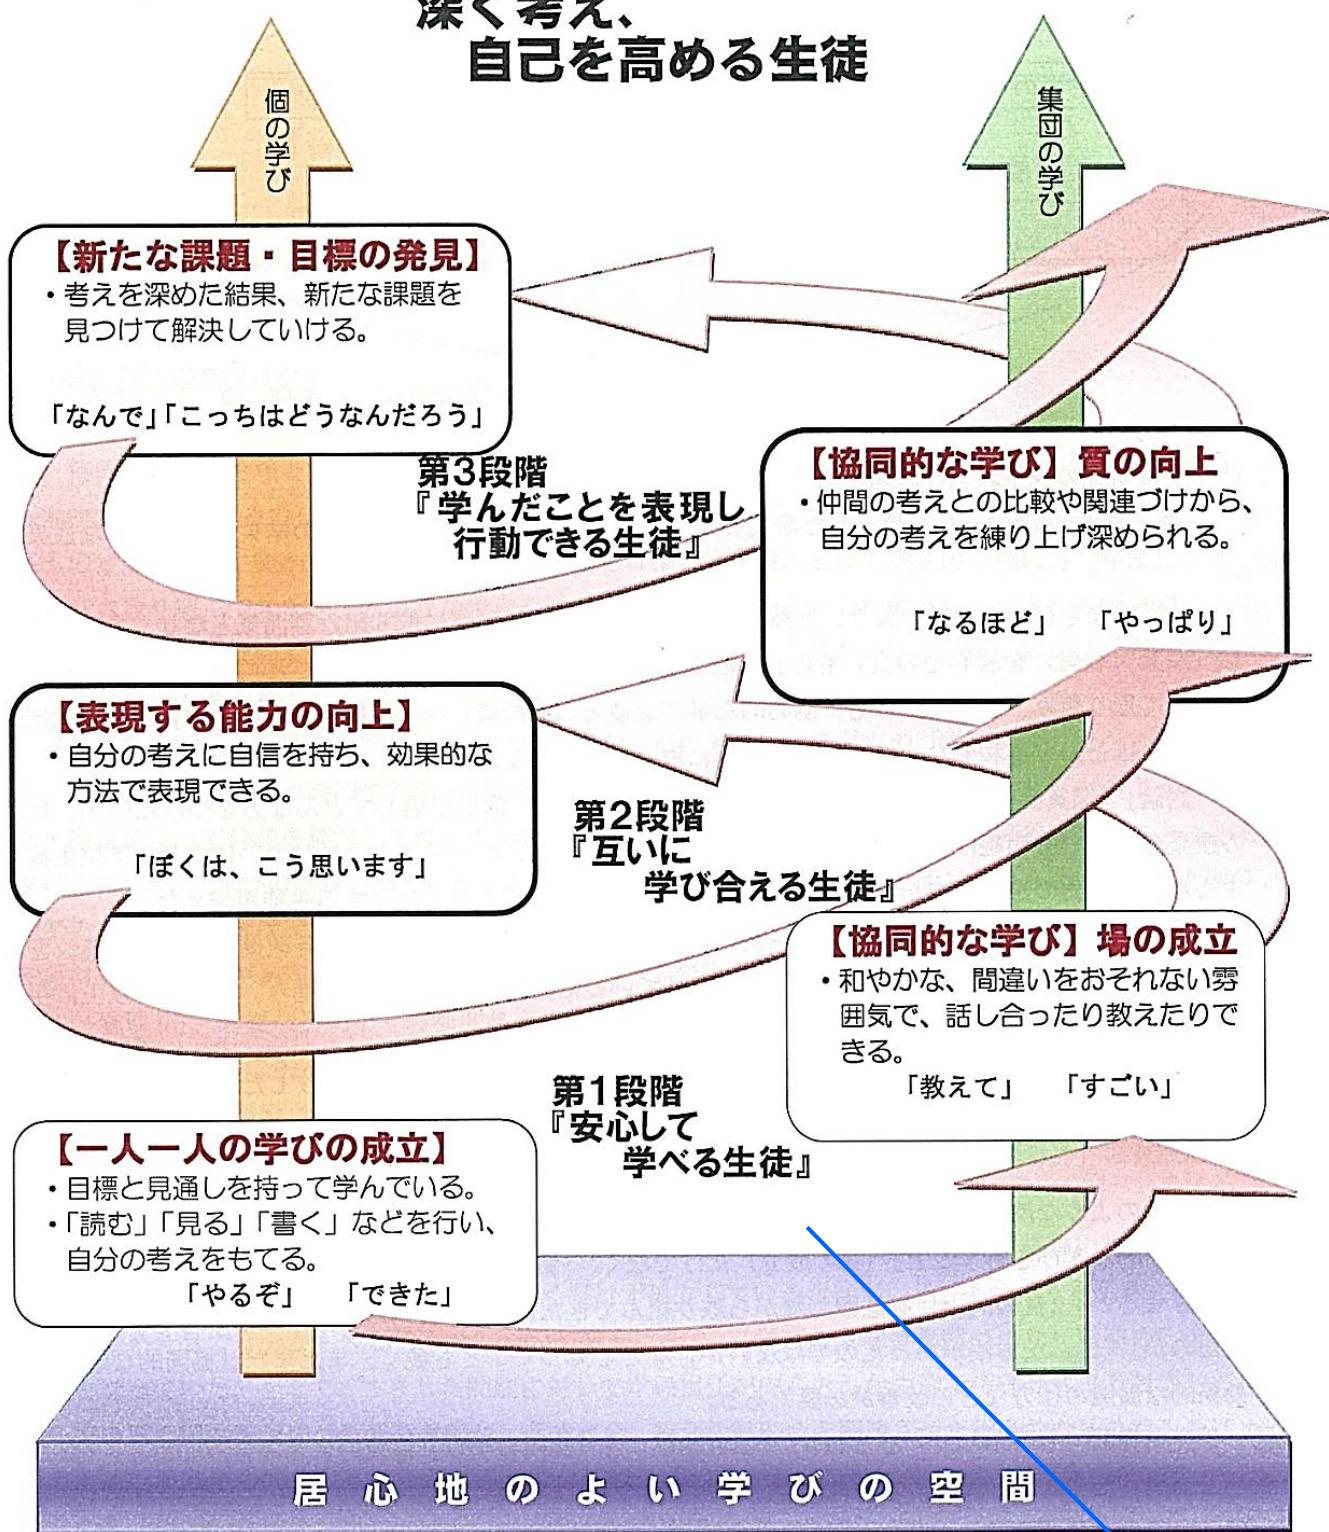 深く考え、
自己を高める生徒
個の学び
集団の学び
【新たな課題・目標の発見】
・考えを深めた結果、新たな課題を
見つけて解決していける。
「なんで」「こっちはどうなんだろう」
第3段階
『学んだことを表現し
行動できる生徒』
【協同的な学び】質の向上
・仲間の考えとの比較や関連づけから、
自分の考えを練り上げ深められる。
「なるほど」 「やっぱり」
【表現する能力の向上】
・自分の考えに自信を持ち、効果的な
方法で表現できる。
「ぼくは、こう思います」
第2段階
『互いに
学び合える生徒』
【協同的な学び】場の成立
・和やかな、間違いをおそれない雰
囲気で、話し合ったり教えたりで
きる。
「教えて」 「すごい」
第1段階
『安心して
学べる生徒』
【一人一人の学びの成立】
・目標と見通しを持って学んでいる。
・「読む」「見る」「書く」などを行い、
自分の考えをもてる。
「やるぞ」 「できた」
居心地のよい学びの空間